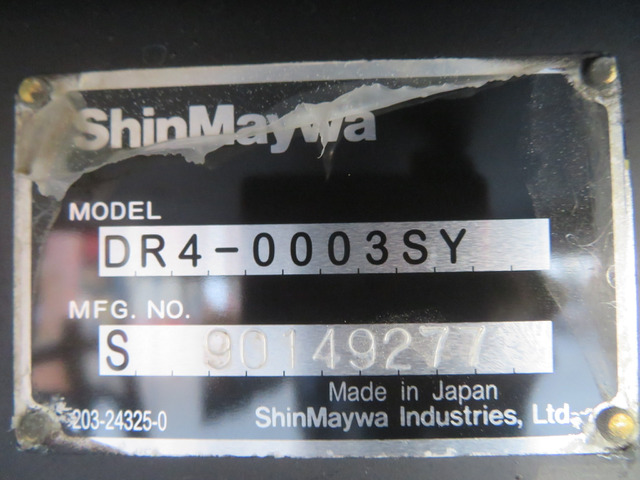 ShinMaywa
MODEL
DR4-0003SY
MFG. NO.
S 90149277
Made in Japan
203-24325-0
ShinMaywa Industries, Ltd.